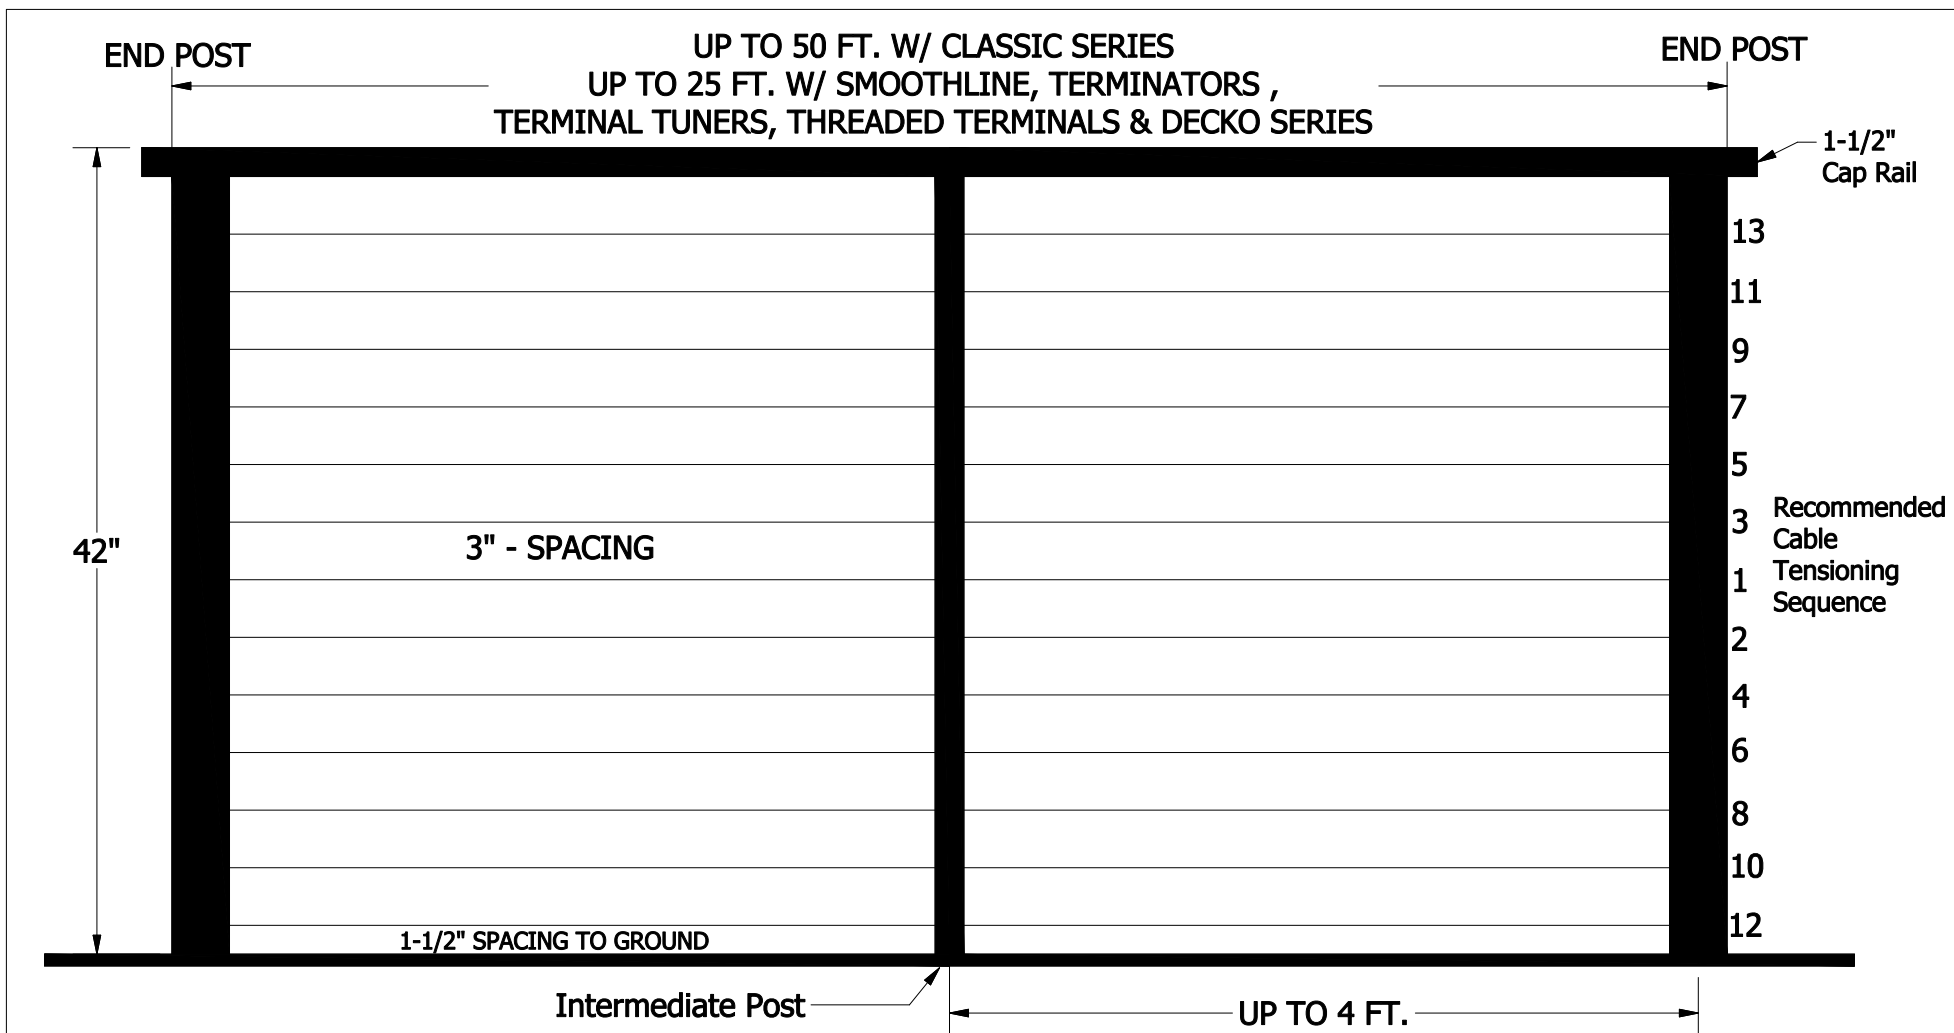 END POST
UP TO 50 FT. W/ CLASSIC SERIES
UP TO 25 FT. W/ SMOOTHLINE, TERMINATORS ,
TERMINAL TUNERS, THREADED TERMINALS & DECKO SERIES
END POST
1-1/2"
Cap Rail
13
11
9
7
5
3
1
2
4
6
8
10
12
Recommended
Cable
Tensioning
Sequence
42"
3" - SPACING
1-1/2" SPACING TO GROUND
Intermediate Post
UP TO 4 FT.